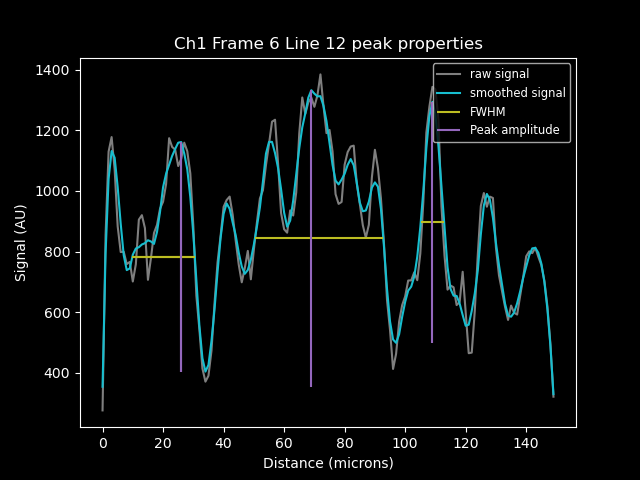 Ch1 Frame 6 Line 12 peak properties
raw signal
smoothed signal
FWHM
Peak amplitude
1400
1200
1000
800
600
400
Signal (AU)
0 20 40 60 80 100 120 140
Distance (microns)